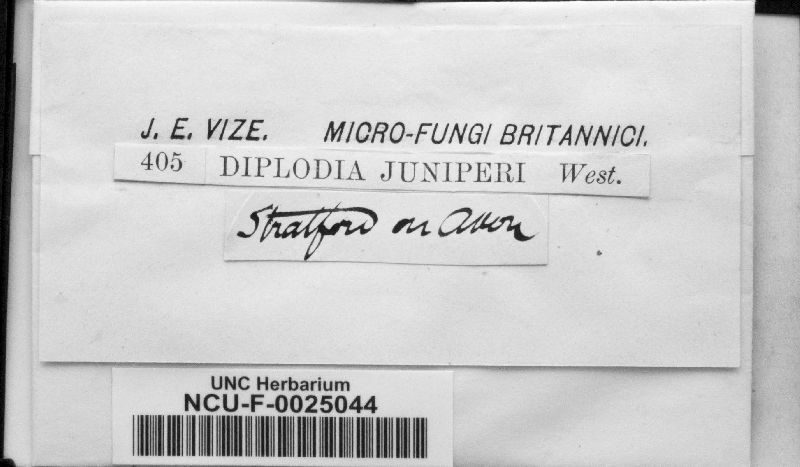 J. E. VIZE. MICRO-FUNGI BRITANNICI.
405 DIPLODIA JUNIPERI West.
Stratford on Avon
UNC Herbarium
NCU-F-0025044